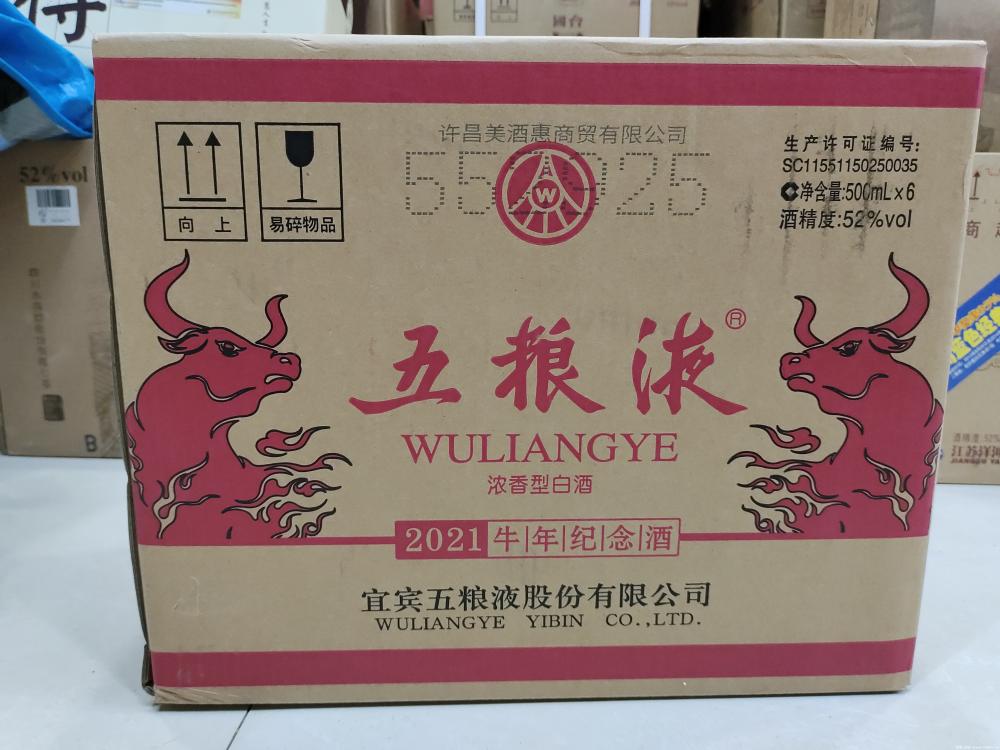 许昌美酒惠商贸有限公司
W
向上
易碎物品
生产许可证编号:
SC11551150250035
净含量:500mL×6
酒精度:52%vol
五粮液®
WULIANGYE
浓香型白酒
2021牛年纪念酒
宜宾五粮液股份有限公司
WULIANGYE YIBIN CO.,LTD.
52%vol
B
國台